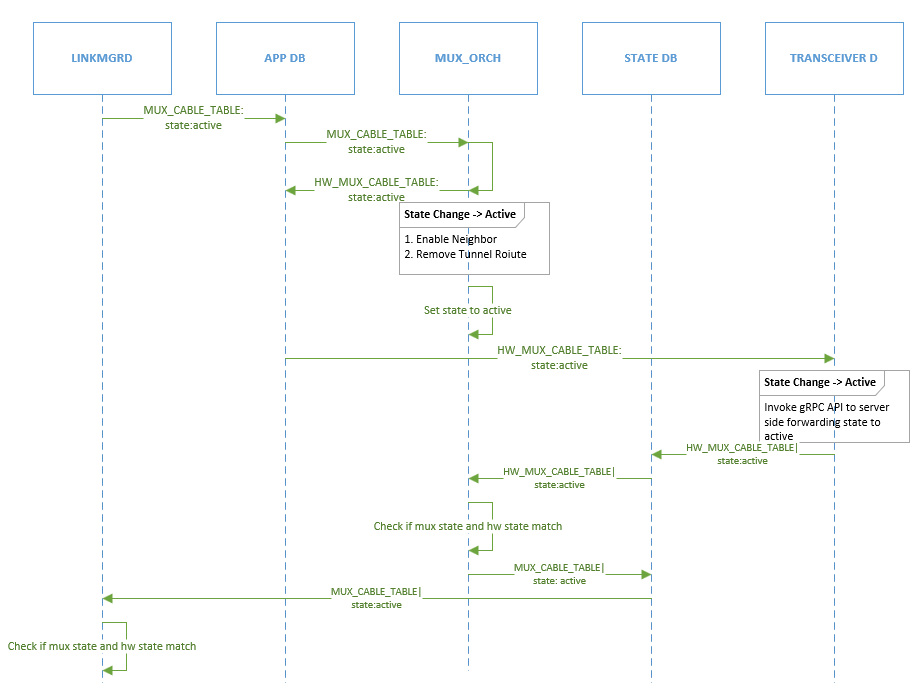 LINKMGRD
APP DB
MUX_ORCH
STATE DB
TRANSCEIVER D
MUX_CABLE_TABLE:
state:active
MUX_CABLE_TABLE:
state:active
HW_MUX_CABLE_TABLE:
state:active
State Change -> Active
1. Enable Neighbor
2. Remove Tunnel Roiute
Set state to active
HW_MUX_CABLE_TABLE:
state:active
State Change -> Active
Invoke gRPC API to server
side forwarding state to
active
HW_MUX_CABLE_TABLE|
state:active
HW_MUX_CABLE_TABLE|
state:active
Check if mux state and hw state match
MUX_CABLE_TABLE|
state: active
MUX_CABLE_TABLE|
state:active
Check if mux state and hw state match